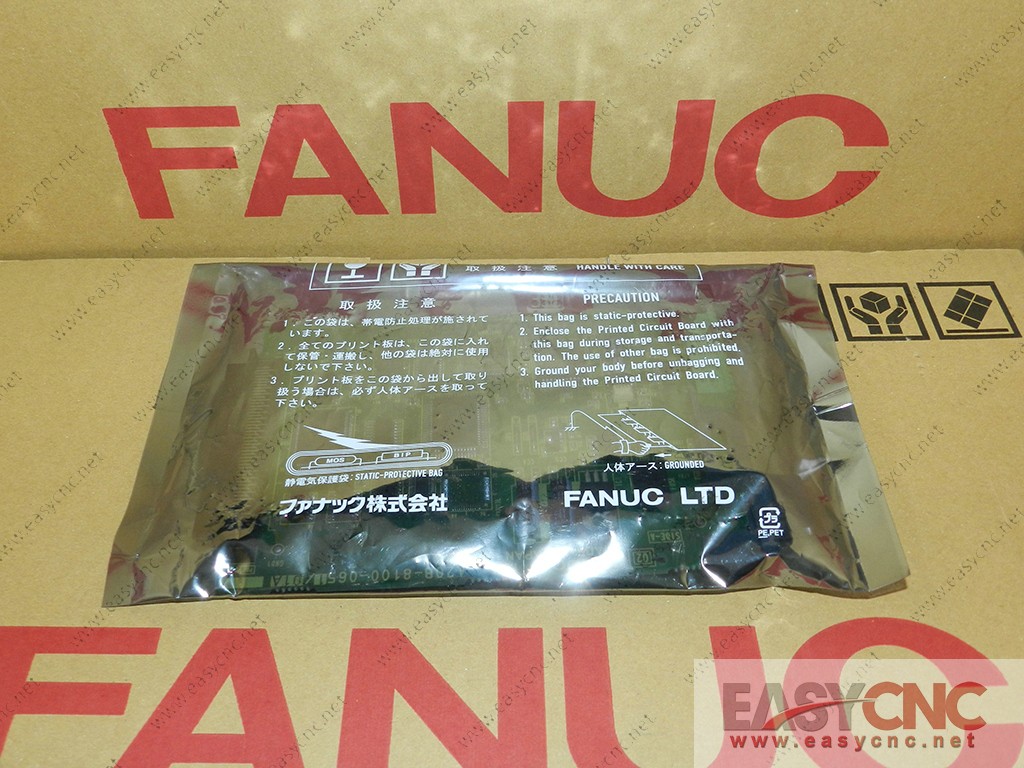 FANUC
取扱注意 HANDLE WITH CARE
取扱注意
1．この袋は、帯電防止処理が施されて
います。
2．全てのプリント板は、この袋に入れ
て保管・運搬し、他の袋は絶対に使用
しないで下さい。
3．プリント板をこの袋から出して取り
扱う場合は、必ず人体アースを取って
下さい。
PRECAUTION
1. This bag is static-protective.
2. Enclose the Printed Circuit Board with
this bag during storage and transporta-
tion. The use of other bag is prohibited.
3. Ground your body before unbagging and
handling the Printed Circuit Board.
MOS BIP
静電気保護袋：STATIC-PROTECTIVE BAG
人体アース：GROUNDED
ファナック株式会社
FANUC LTD
プラ
PE,PET
FANUC
EASYCNC
www.easycnc.net